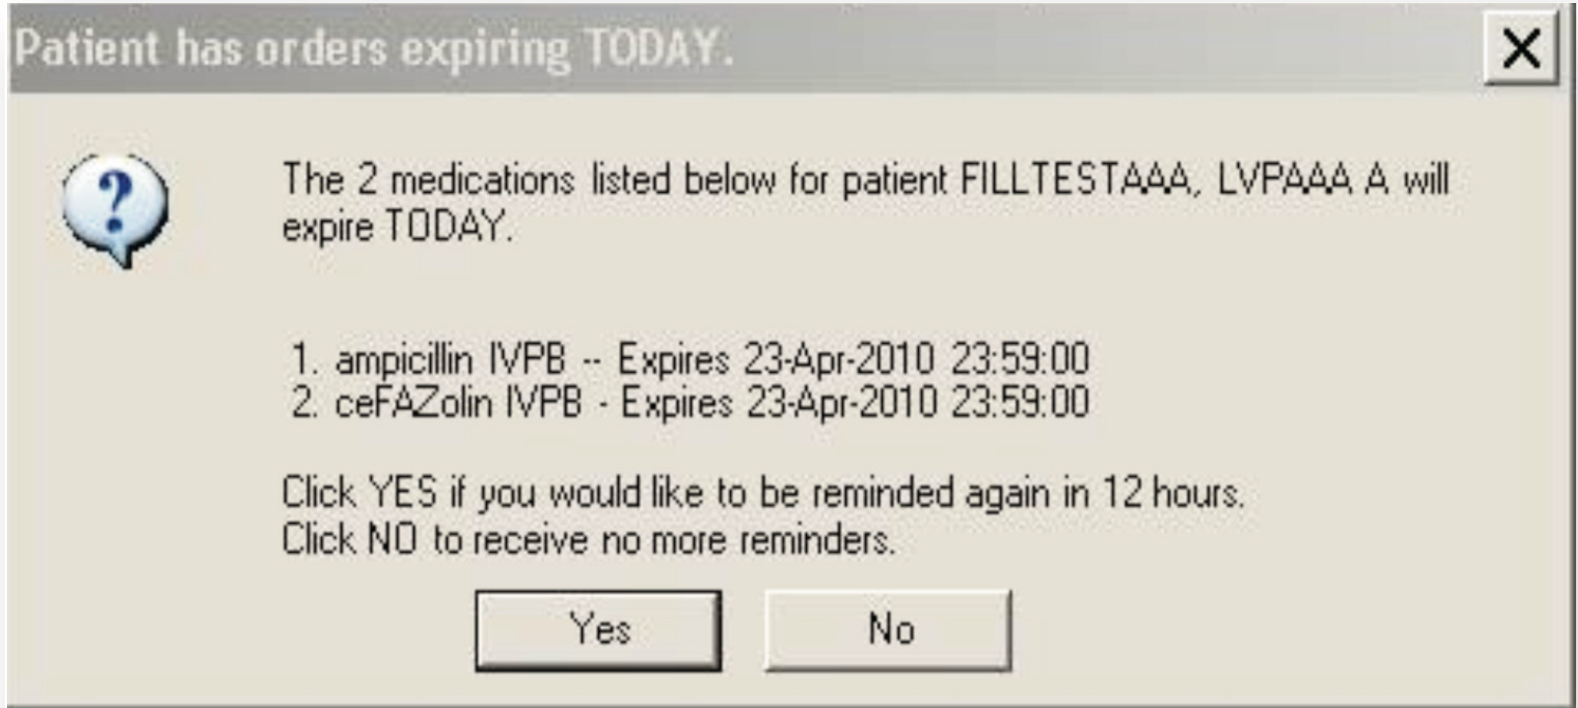 Patient has orders expiring TODAY.
The 2 medications listed below for patient FILLTESTAAA, LVPAAA A will
expire TODAY.
1. ampicillin IVPB -- Expires 23-Apr-2010 23:59:00
2. ceFAZolin IVPB - Expires 23-Apr-2010 23:59:00
Click YES if you would like to be reminded again in 12 hours.
Click NO to receive no more reminders.
Yes No